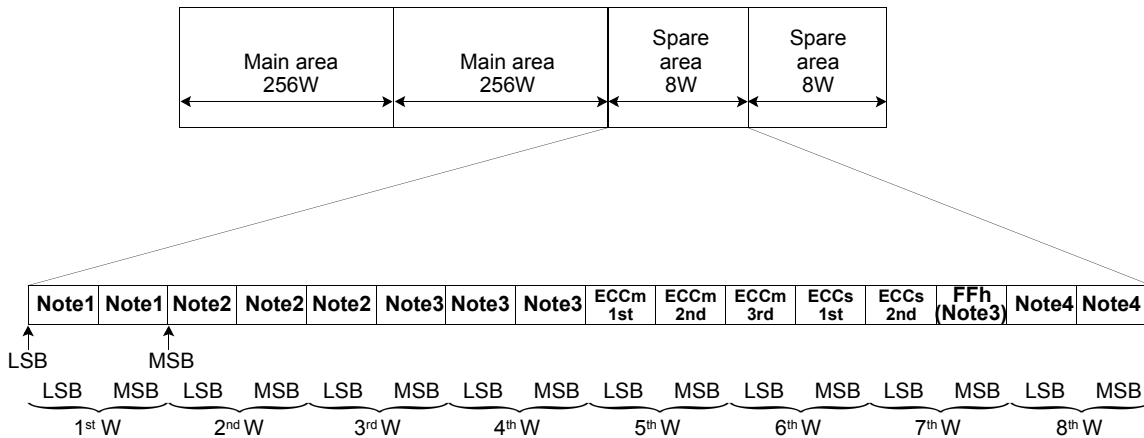 Main area
256W
Main area
256W
Spare
area
8W
Spare
area
8W
Note1 Note1 Note2 Note2 Note2 Note3 Note3 Note3 ECCm 1st ECCm 2nd ECCm 3rd ECCs 1st ECCs 2nd FFh (Note3) Note4 Note4
LSB MSB
LSB MSB LSB MSB LSB MSB LSB MSB LSB MSB LSB MSB LSB MSB LSB MSB
1st W 2nd W 3rd W 4th W 5th W 6th W 7th W 8th W